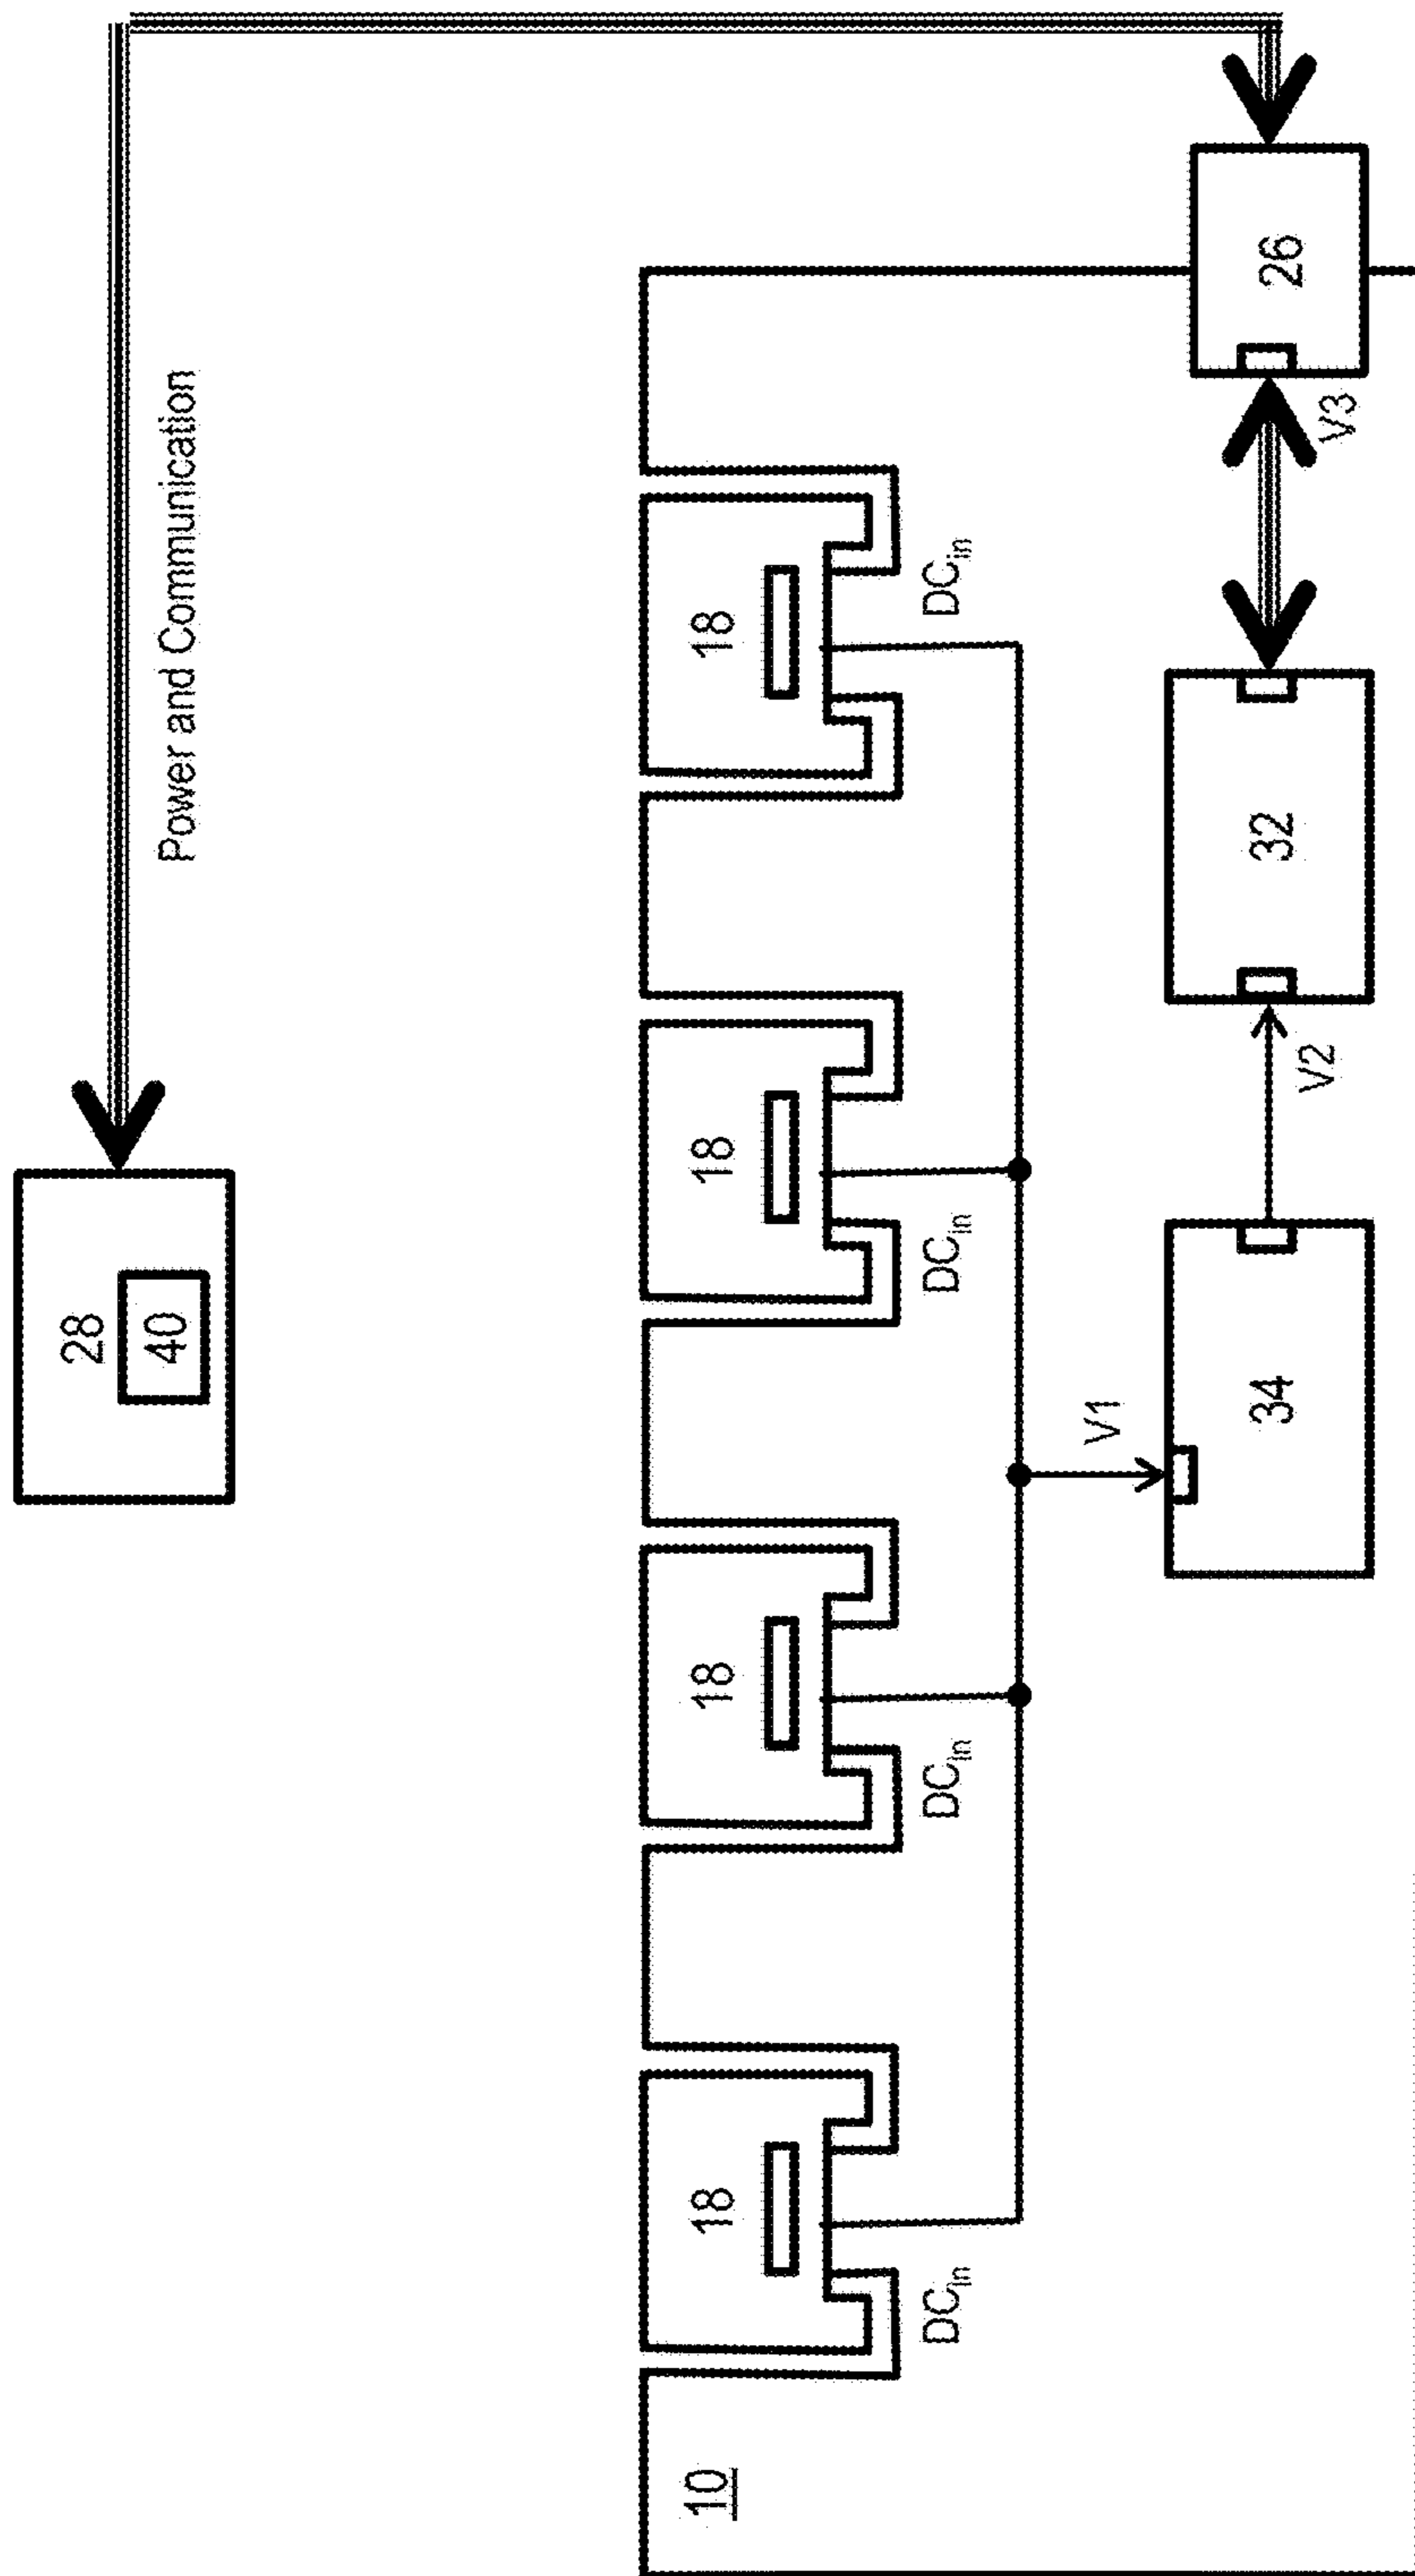 28
40
Power and Communication
10
18
18
18
18
DCin
DCin
DCin
DCin
V1
34
V2
32
V3
26